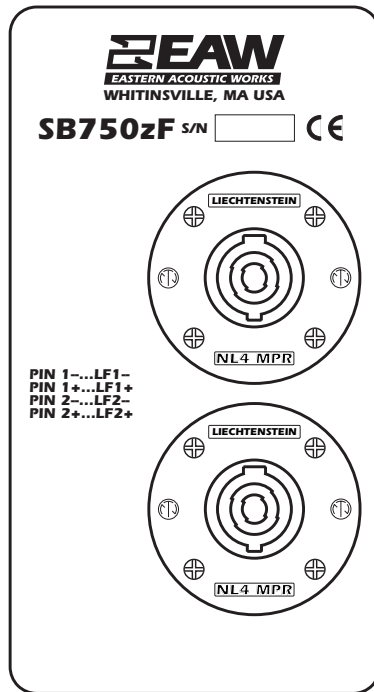 EAW
EASTERN ACOUSTIC WORKS
WHITINSVILLE, MA USA
SB750zF S/N CE
LIECHTENSTEIN
NL4 MPR
PIN 1–...LF1–
PIN 1+...LF1+
PIN 2–...LF2–
PIN 2+...LF2+
LIECHTENSTEIN
NL4 MPR